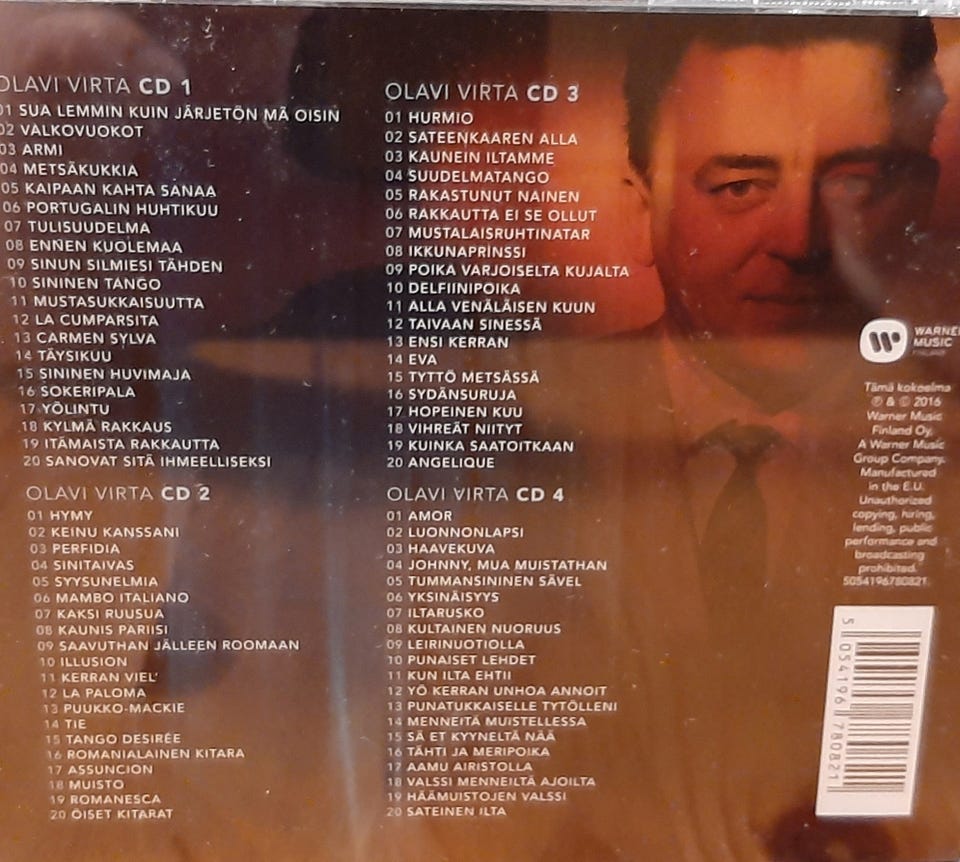 OLAVI VIRTA CD 1
01 SUA LEMMIN KUIN JÄRJETÖN MÄ OISIN
02 VALKOVUOKOT
03 ARMI
04 METSÄKUKKIA
05 KAIPAAN KAHTA SANAA
06 PORTUGALIN HUHTIKUU
07 TULISUUDELMA
08 ENNEN KUOLEMAA
09 SINUN SILMIESI TÄHDEN
10 SININEN TANGO
11 MUSTASUKKAISUUTTA
12 LA CUMPARSITA
13 CARMEN SYLVA
14 TÄYSIKUU
15 SININEN HUVIMAJA
16 SOKERIPALA
17 YÖLINTU
18 KYLMÄ RAKKAUS
19 ITÄMAISTA RAKKAUTTA
20 SANOVAT SITÄ IHMEELLISEKSI
OLAVI VIRTA CD 2
01 HYMY
02 KEINU KANSSANI
03 PERFIDIA
04 SINITAIVAS
05 SYYSUNELMIA
06 MAMBO ITALIANO
07 KAKSI RUUSUA
08 KAUNIS PARIISI
09 SAAVUTHAN JÄLLEEN ROOMAAN
10 ILLUSION
11 KERRAN VIEL'
12 LA PALOMA
13 PUUKKO-MACKIE
14 TIE
15 TANGO DESIRÉE
16 ROMANIALAINEN KITARA
17 ASSUNCION
18 MUISTO
19 ROMANESCA
20 ÖISET KITARAT
OLAVI VIRTA CD 3
01 HURMIO
02 SATEENKAAREN ALLA
03 KAUNEIN ILTAMME
04 SUUDELMATANGO
05 RAKASTUNUT NAINEN
06 RAKKAUTTA EI SE OLLUT
07 MUSTALAISRUHTINATAR
08 IKKUNAPRINSSI
09 POIKA VARJOISELTA KUJALTA
10 DELFIINIPOIKA
11 ALLA VENÄLÄISEN KUUN
12 TAIVAAN SINESSÄ
13 ENSI KERRAN
14 EVA
15 TYTTÖ METSÄSSÄ
16 SYDÄNSURUJA
17 HOPEINEN KUU
18 VIHREÄT NIITYT
19 KUINKA SAATOITKAAN
20 ANGELIQUE
OLAVI VIRTA CD 4
01 AMOR
02 LUONNONLAPSI
03 HAAVEKUVA
04 JOHNNY, MUA MUISTATHAN
05 TUMMANSININEN SÄVEL
06 YKSINÄISYYS
07 ILTARUSKO
08 KULTAINEN NUORUUS
09 LEIRINUOTIOLLA
10 PUNAISET LEHDET
11 KUN ILTA EHTII
12 YÖ KERRAN UNHOA ANNOIT
13 PUNATUKKAISELLE TYTÖLLENI
14 MENNEITÄ MUISTELLESSA
15 SÄ ET KYYNELTÄ NÄÄ
16 TÄHTI JA MERIPOIKA
17 AAMU AIRISTOLLA
18 VALSSI MENNEILTÄ AJOILTA
19 HÄÄMUISTOJEN VALSSI
20 SATEINEN ILTA
WARNER
MUSIC
FINLAND
Tämä kokoelma
℗ & © 2016
Warner Music
Finland Oy,
A Warner Music
Group Company.
Manufactured
in the E.U.
Unauthorized
copying, hiring,
lending, public
performance and
broadcasting
prohibited.
5054196780821
5 054196 780821